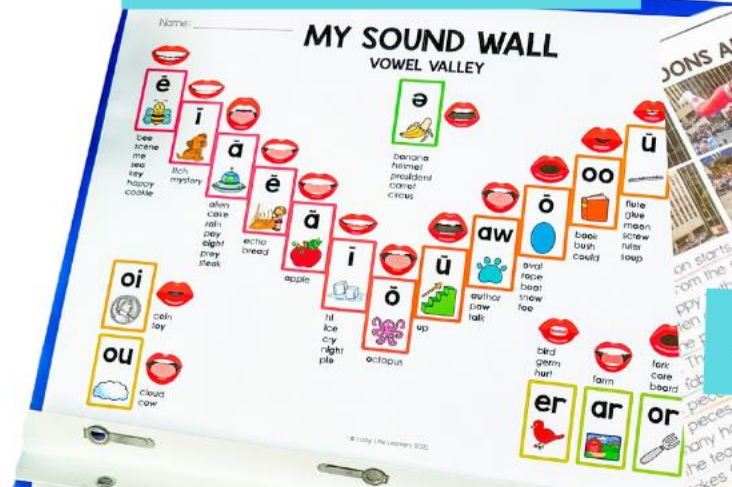 Name:
MY SOUND WALL
VOWEL VALLEY
ē
bee
scene
me
sea
key
happy
cookie
ĭ
itch
mystery
ā
alien
cake
rain
pay
eight
prey
steak
ĕ
echo
bread
ă
apple
ī
hi
ice
cry
night
pie
ŏ
octopus
ŭ
up
aw
author
paw
talk
ō
oval
rope
boat
snow
toe
oo
book
bush
could
ū
flute
glue
moon
screw
ruler
soup
ə
banana
helmet
president
carrot
circus
oi
coin
toy
ou
cloud
cow
bird
germ
hurt
er
farm
ar
fork
core
board
or
© Lucky Little Learners